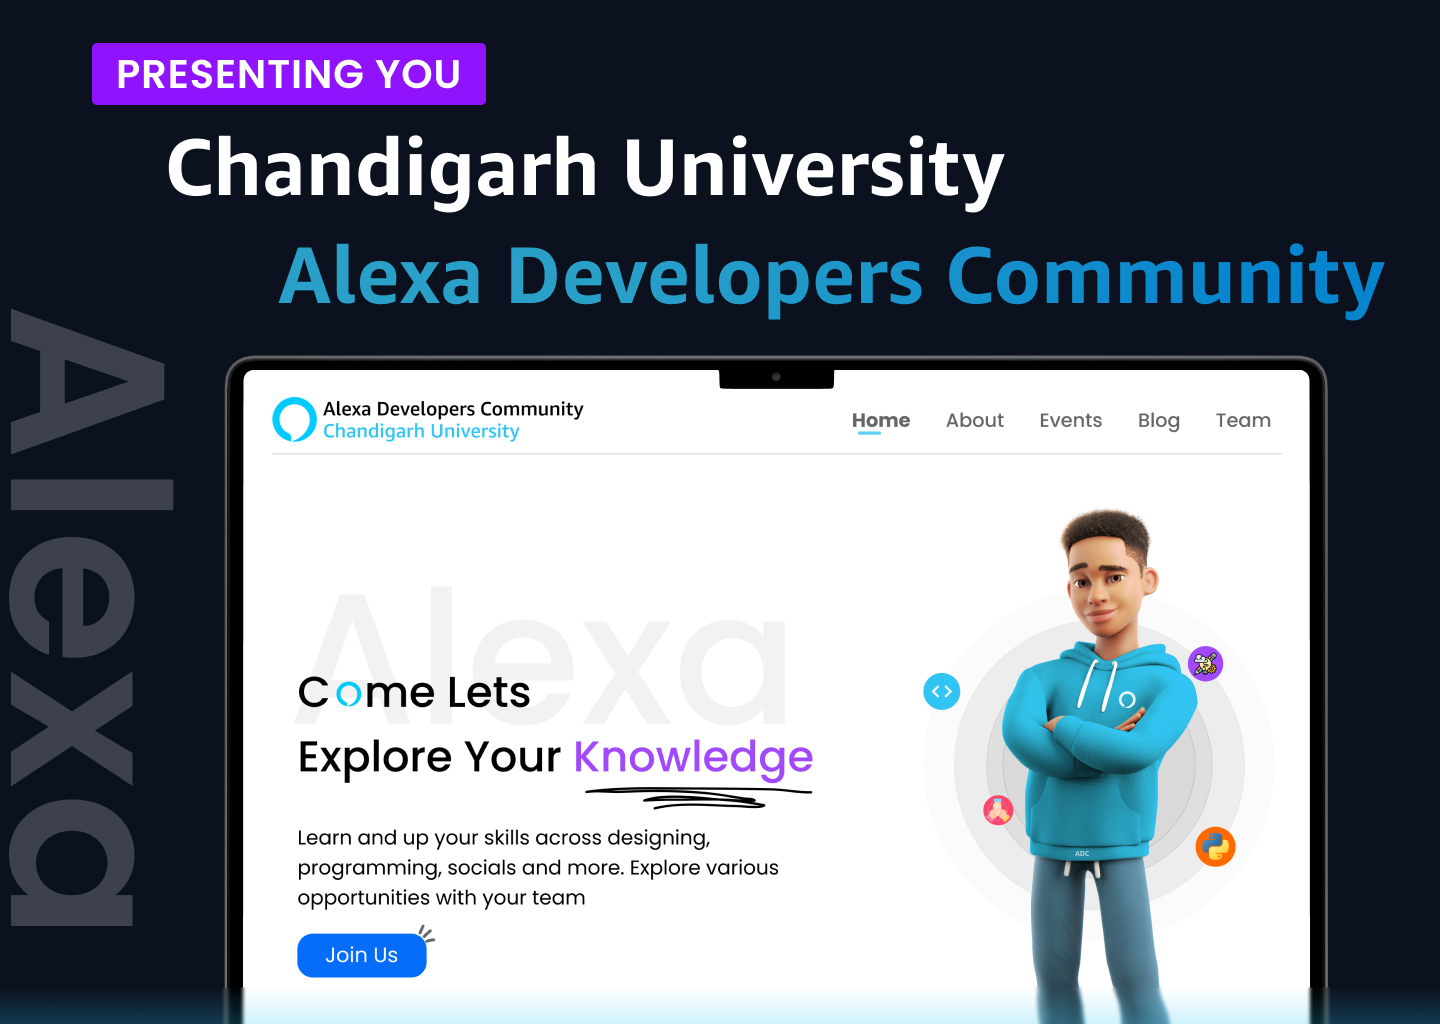 PRESENTING YOU
Chandigarh University
Alexa Developers Community
Alexa
Alexa Developers Community
Chandigarh University
Home About Events Blog Team
Alexa
Come Lets
Explore Your Knowledge
Learn and up your skills across designing,
programming, socials and more. Explore various
opportunities with your team
Join Us
ADC